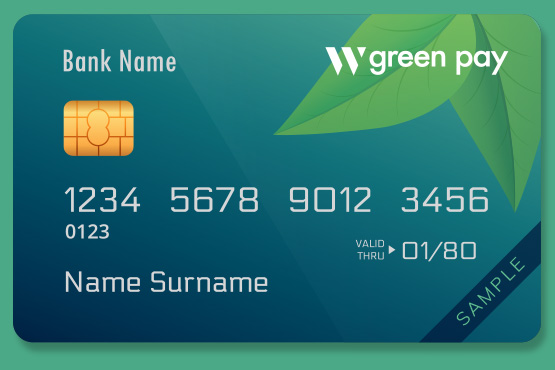 Bank Name
green pay
1234 5678 9012 3456
0123
VALID THRU 01/80
Name Surname
SAMPLE